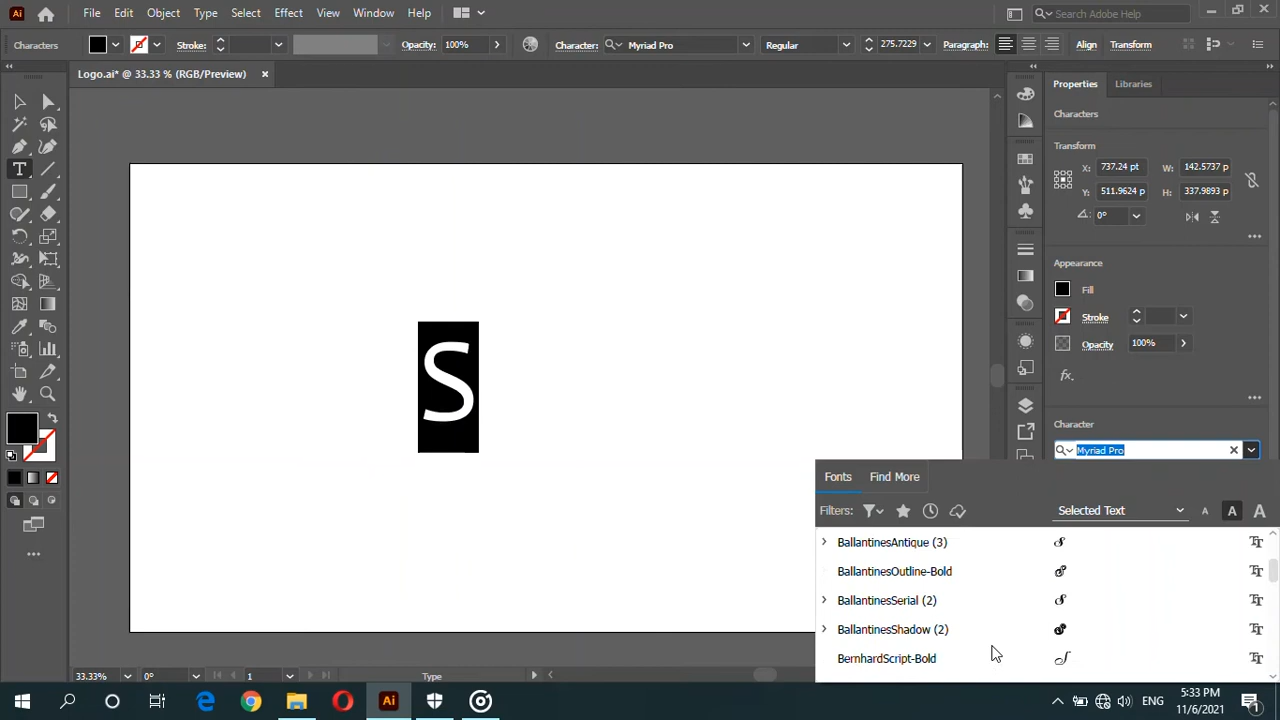 Ai File Edit Object Type Select Effect View Window Help Search Adobe Help
Characters Stroke: Opacity: 100% Character: Myriad Pro Regular 275.7229 Paragraph: Align Transform
Logo.ai* @ 33.33 % (RGB/Preview) ×
Properties Libraries
Characters
Transform
X: 737.24 pt W: 142.5737 p
Y: 511.9624 p H: 337.9893 p
0°
Appearance
Fill
Stroke
Opacity 100%
fx.
Character
Myriad Pro
S
Fonts Find More
Filters: Selected Text A A A
BallantinesAntique (3) S
BallantinesOutline-Bold S
BallantinesSerial (2) S
BallantinesShadow (2) S
BernhardScript-Bold S
33.33% 0° 1 Type
Ai ENG 5:33 PM
11/6/2021 1